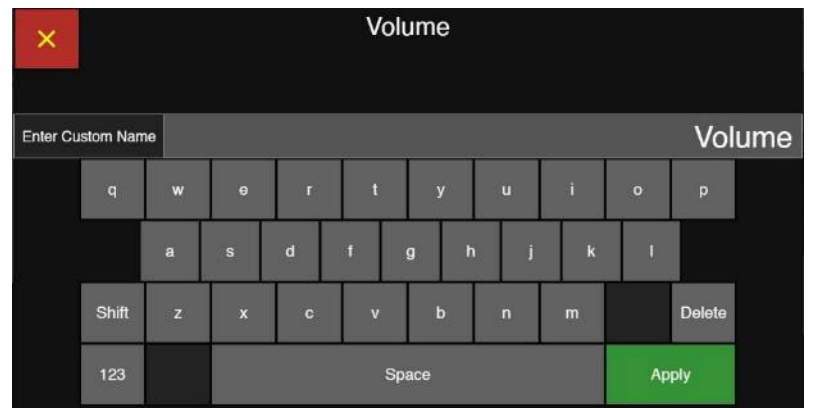 ×
Volume
Enter Custom Name Volume
q w e r t y u i o p
a s d f g h j k l
Shift z x c v b n m Delete
123 Space Apply